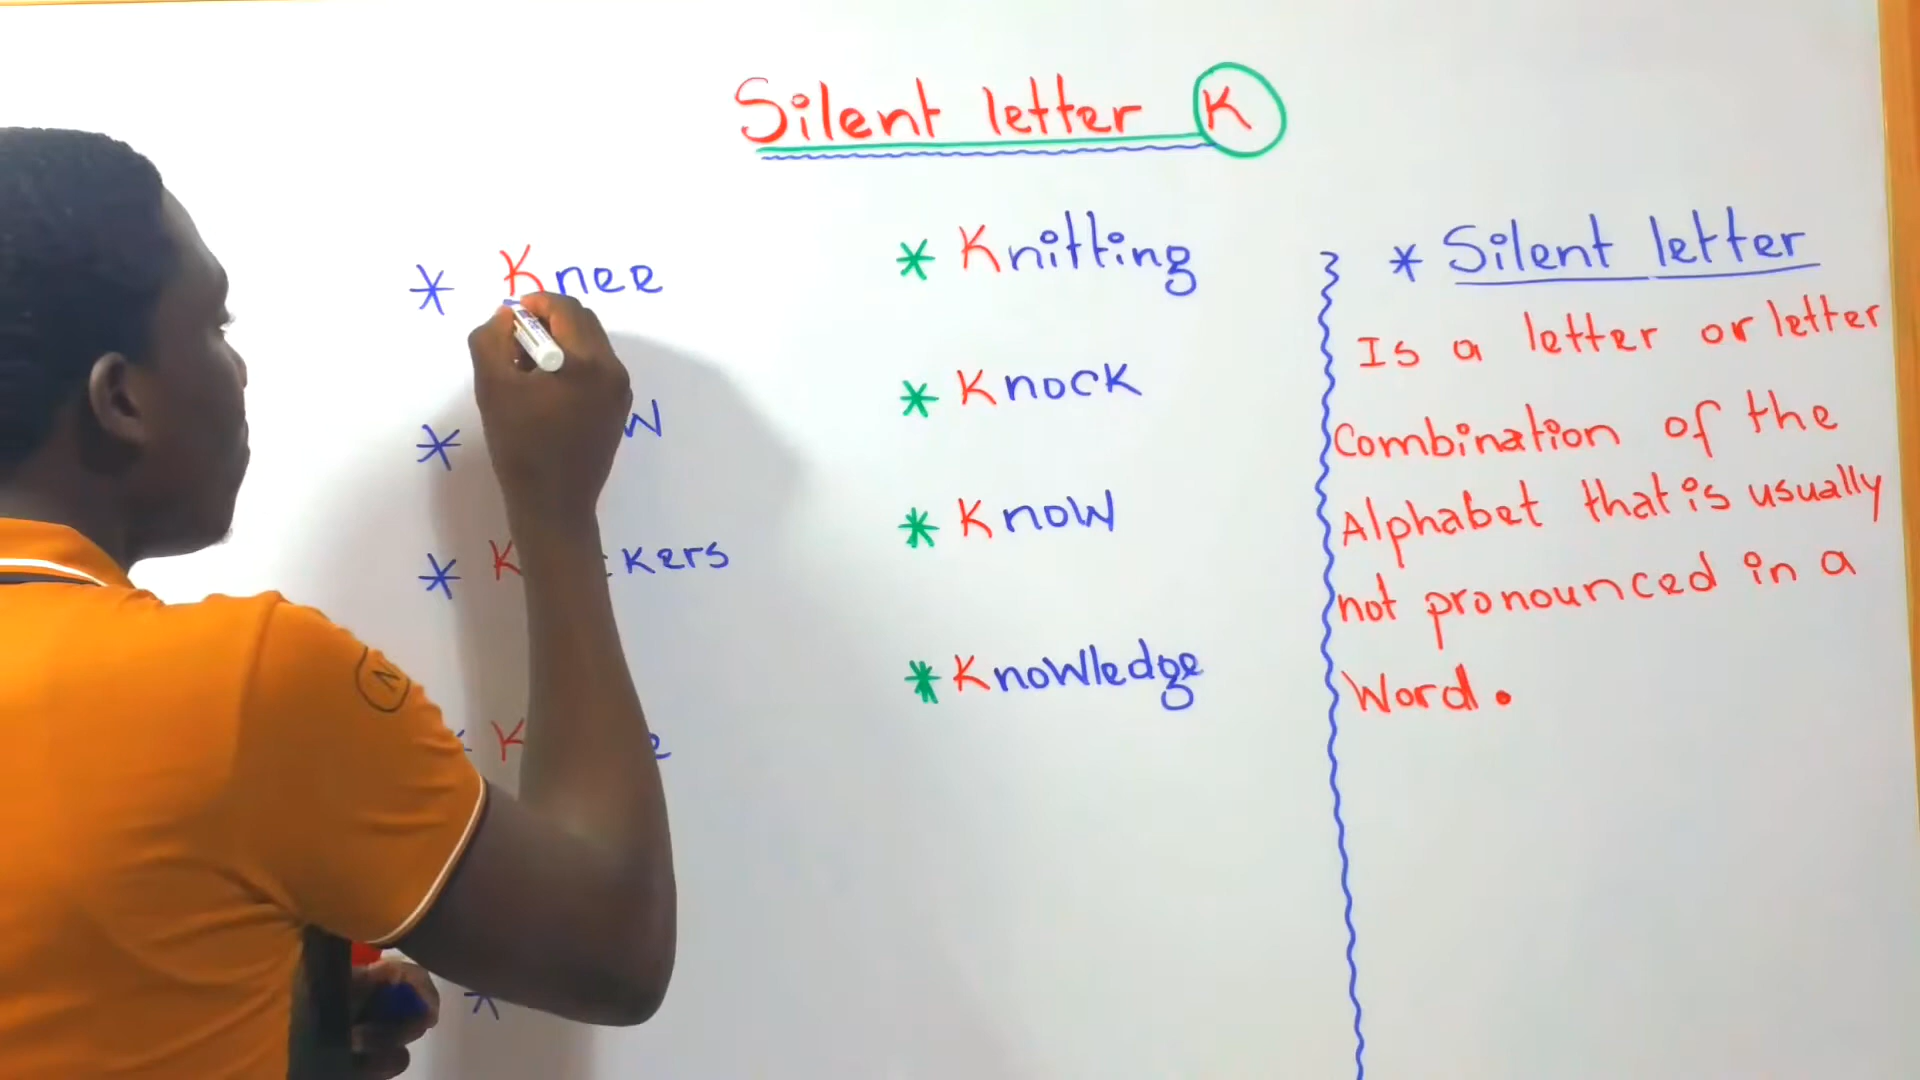 Silent letter K
* Knee
* Knitting
* Knock
* Know
* Knowledge
* Silent letter
Is a letter or letter
Combination of the
Alphabet that is usually
not pronounced in a
Word.